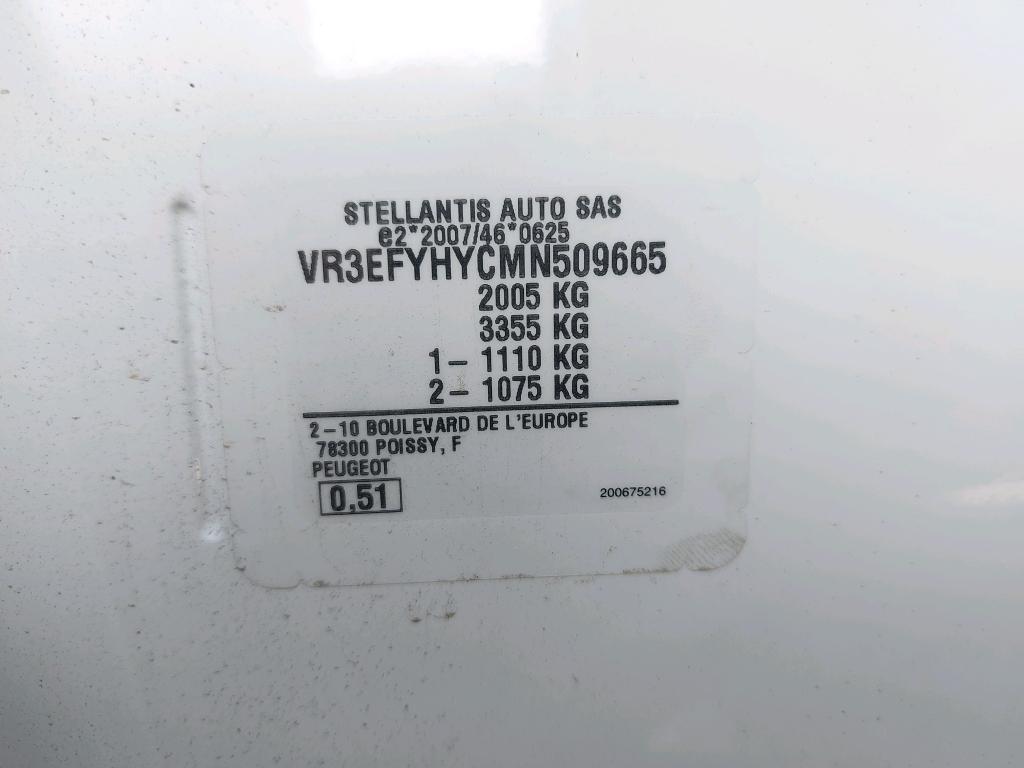 STELLANTIS AUTO SAS
e2*2007/46*0625
VR3EFYHYCMN509665
2005 KG
3355 KG
1- 1110 KG
2- 1075 KG
2-10 BOULEVARD DE L'EUROPE
78300 POISSY, F
PEUGEOT
0,51
200675216